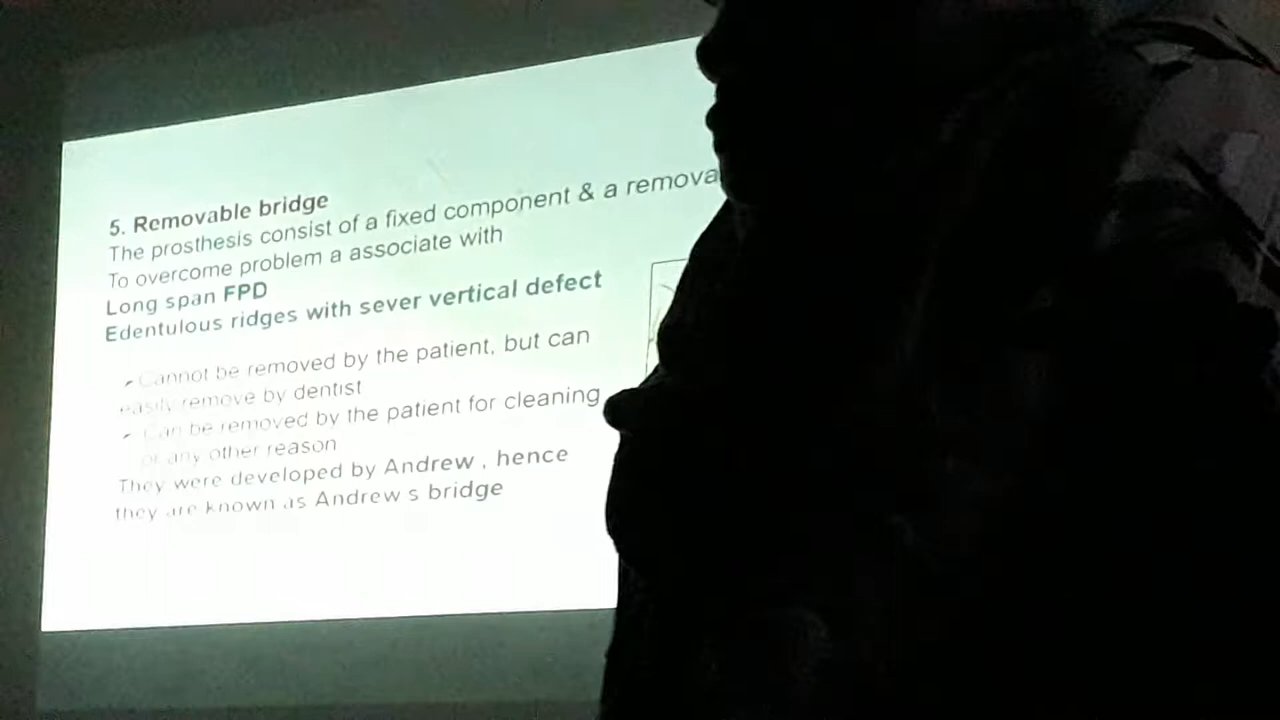 5. Removable bridge
The prosthesis consist of a fixed component & a remova
To overcome problem a associate with
Long span FPD
Edentulous ridges with sever vertical defect
Cannot be removed by the patient, but can
easily remove by dentist
Can be removed by the patient for cleaning
or any other reason
They were developed by Andrew , hence
they are known as Andrew s bridge